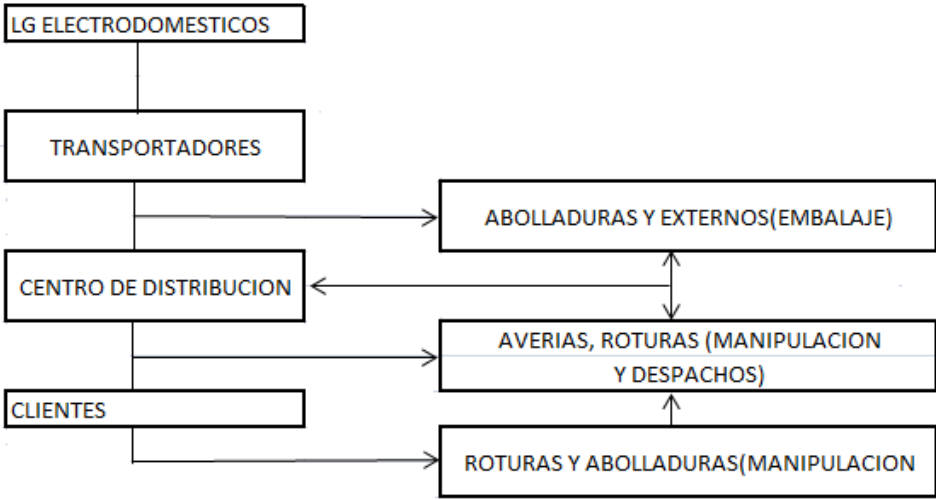 LG ELECTRODOMESTICOS
TRANSPORTADORES
ABOLLADURAS Y EXTERNOS(EMBALAJE)
CENTRO DE DISTRIBUCION
AVERIAS, ROTURAS (MANIPULACION
Y DESPACHOS)
CLIENTES
ROTURAS Y ABOLLADURAS(MANIPULACION